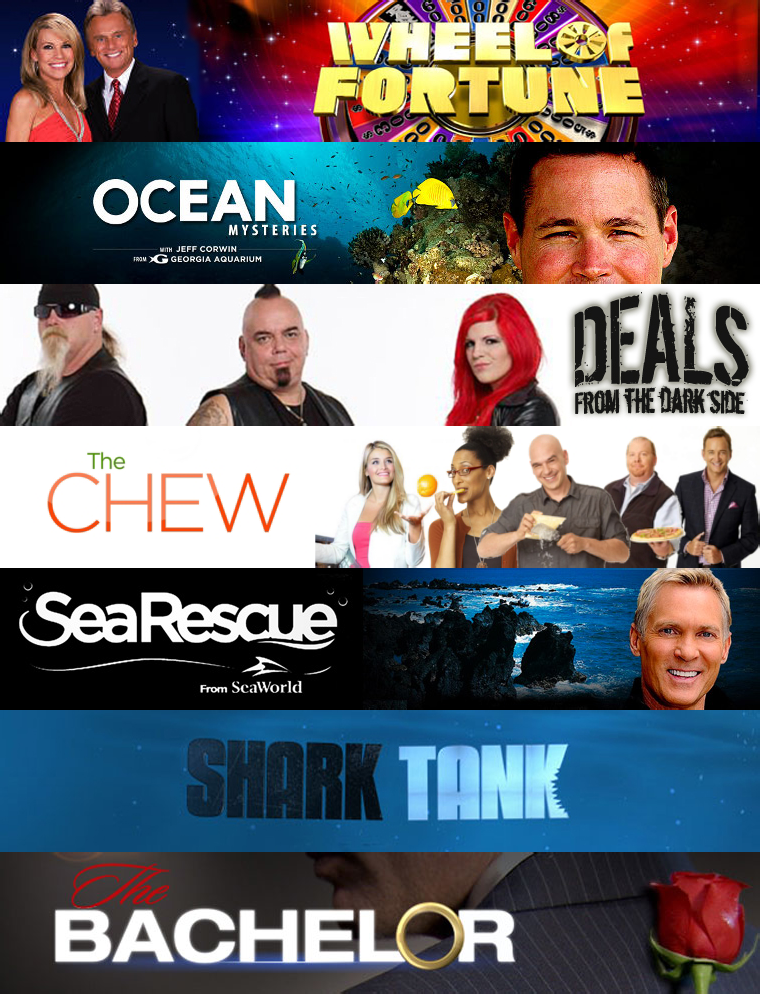 WHEEL OF
FORTUNE
OCEAN
MYSTERIES
WITH JEFF CORWIN
FROM GEORGIA AQUARIUM
DEALS
FROM THE DARK SIDE
The
CHEW
SeaRescue
From SeaWorld
SHARK TANK
The
BACHELOR